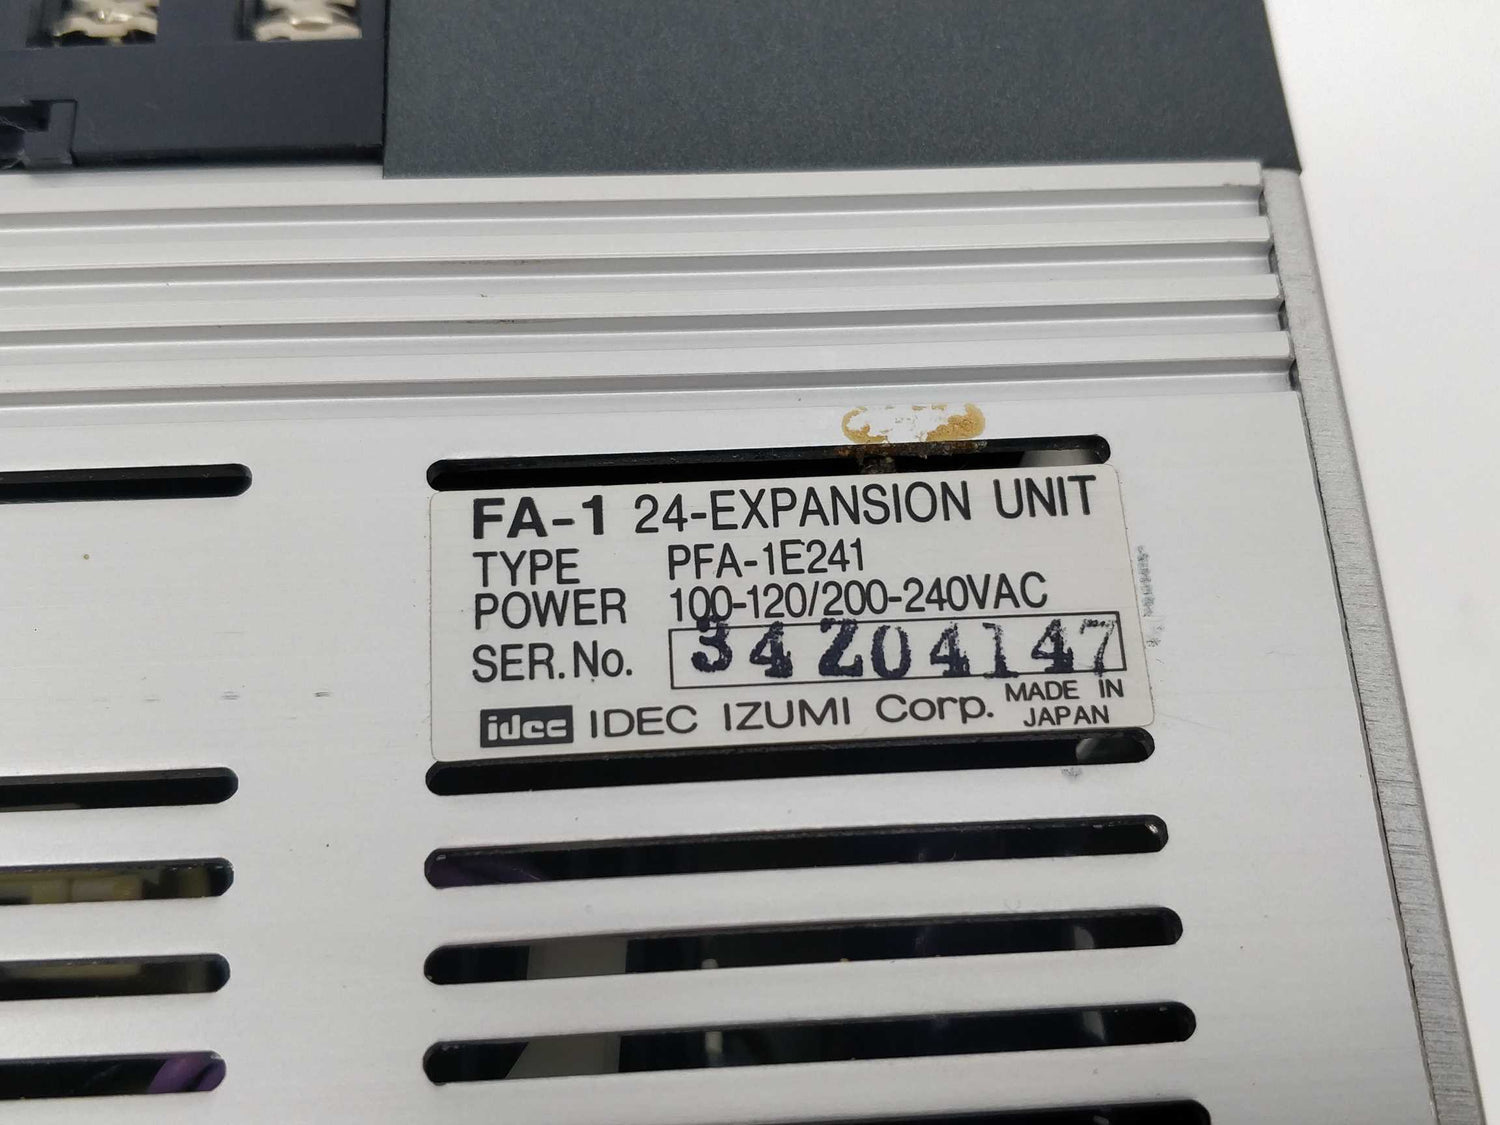 FA-1 24-EXPANSION UNIT
TYPE PFA-1E241
POWER 100-120/200-240VAC
SER.No. 34Z04147
idec IDEC IZUMI Corp. MADE IN JAPAN